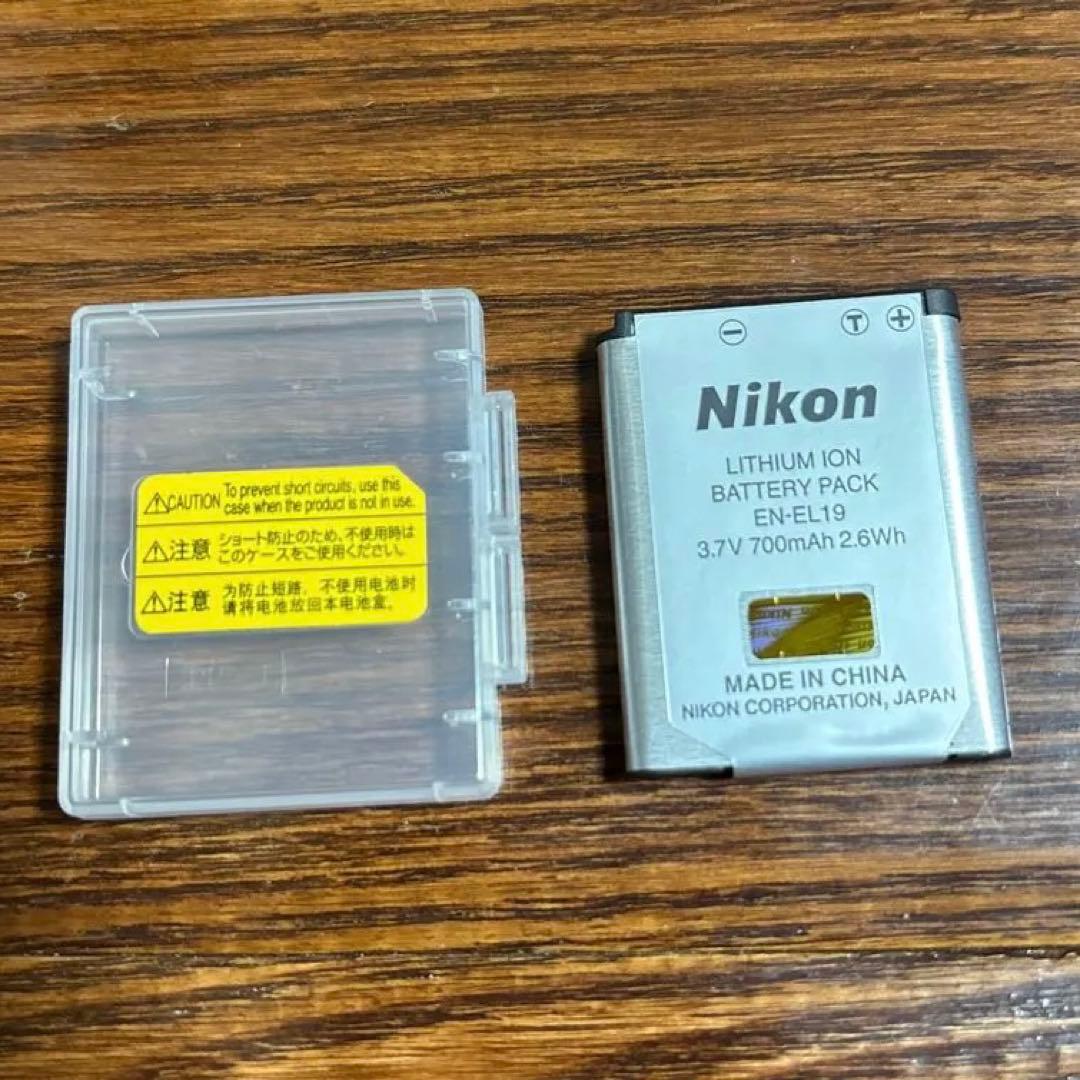 ⚠CAUTION To prevent short circuits, use this
case when the product is not in use.
⚠注意 ショート防止のため、不使用時は
このケースをご使用ください。
⚠注意 为防止短路，不使用电池时
请将电池放回本电池盒。
⊖ Ⓣ ⊕
Nikon
LITHIUM ION
BATTERY PACK
EN-EL19
3.7V 700mAh 2.6Wh
MADE IN CHINA
NIKON CORPORATION, JAPAN